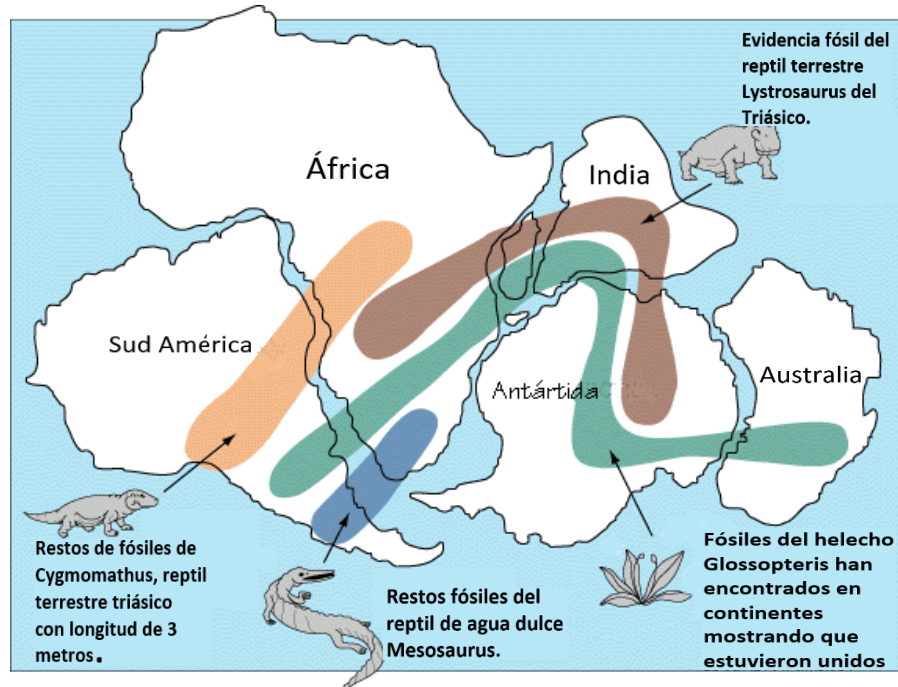 Evidencia fósil del
reptil terrestre
Lystrosaurus del
Triásico.
África
India
Sud América
Antártida
Australia
Restos de fósiles de
Cygmomathus, reptil
terrestre triásico
con longitud de 3
metros.
Restos fósiles del
reptil de agua dulce
Mesosaurus.
Fósiles del helecho
Glossopteris han
encontrados en
continentes
mostrando que
estuvieron unidos